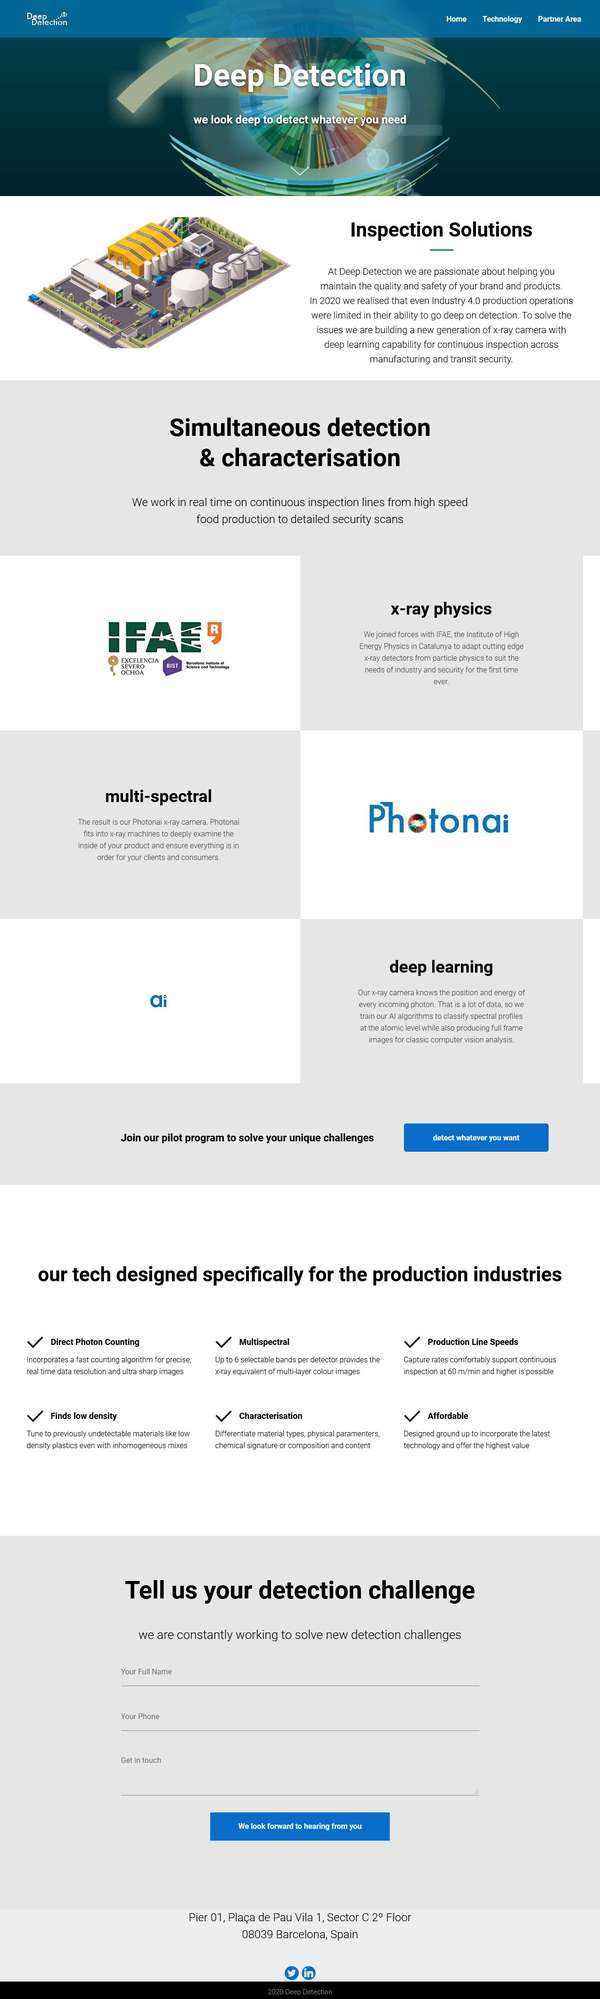 Deep
Detection
Home
Technology
Partner Area
Deep Detection
we look deep to detect whatever you need
Inspection Solutions
At Deep Detection we are passionate about helping you
maintain the quality and safety of your brand and products.
In 2020 we realised that even Industry 4.0 production operations
were limited in their ability to go deep on detection. To solve the
issues we are building a new generation of x-ray camera with
deep learning capability for continuous inspection across
manufacturing and transit security.
Simultaneous detection
& characterisation
We work in real time on continuous inspection lines from high speed
food production to detailed security scans
IFAE
R
EXCELENCIA
SEVERO
OCHOA
BIST
Barcelona Institute of
Science and Technology
x-ray physics
We joined forces with IFAE, the Institute of High
Energy Physics in Catalunya to adapt cutting edge
x-ray detectors from particle physics to suit the
needs of industry and security for the first time
ever.
multi-spectral
The result is our Photonai x-ray camera. Photonai
fits into x-ray machines to deeply examine the
inside of your product and ensure everything is in
order for your clients and consumers.
Photonai
ai
deep learning
Our x-ray camera knows the position and energy of
every incoming photon. That is a lot of data, so we
train our AI algorithms to classify spectral profiles
at the atomic level while also producing full frame
images for classic computer vision analysis.
Join our pilot program to solve your unique challenges
detect whatever you want
our tech designed specifically for the production industries
Direct Photon Counting
Incorporates a fast counting algorithm for precise,
real time data resolution and ultra sharp images
Multispectral
Up to 6 selectable bands per detector provides the
x-ray equivalent of multi-layer colour images
Production Line Speeds
Capture rates comfortably support continuous
inspection at 60 m/min and higher is possible
Finds low density
Tune to previously undetectable materials like low
density plastics even with inhomogeneous mixes
Characterisation
Differentiate material types, physical paramenters,
chemical signature or composition and content
Affordable
Designed ground up to incorporate the latest
technology and offer the highest value
Tell us your detection challenge
we are constantly working to solve new detection challenges
Your Full Name
Your Phone
Get in touch
We look forward to hearing from you
Pier 01, Plaça de Pau Vila 1, Sector C 2º Floor
08039 Barcelona, Spain
2020 Deep Detection